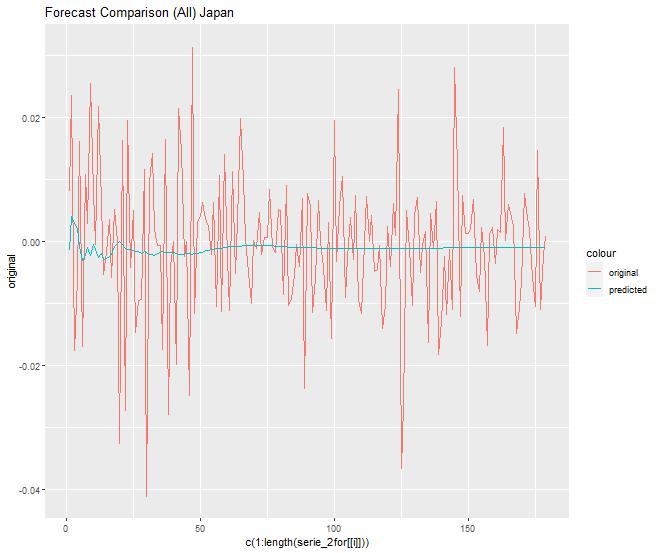 Forecast Comparison (All) Japan
original
0.02
0.00
-0.02
-0.04
0
50
100
150
c(1:length(serie_2for[[i]]))
colour
original
predicted